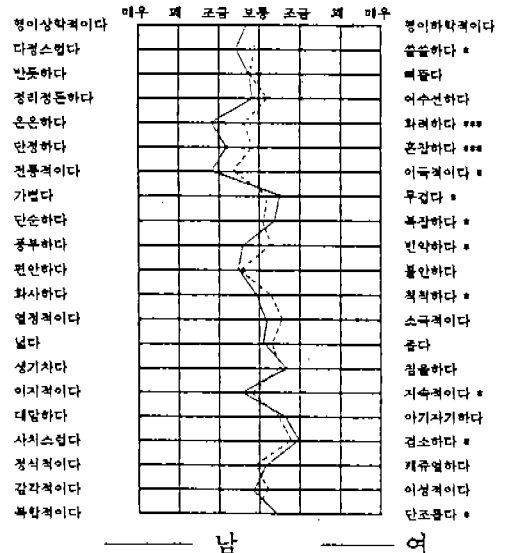 매우 꽤 조금 보통 조금 꽤 매우
형이상학적이다 형이하학적이다
다정스럽다 쓸쓸하다 *
반듯하다 삐뚤다
정리정돈하다 어수선하다
은은하다 화려하다 ***
단정하다 혼잡하다 ***
전통적이다 이국적이다 *
가볍다 무겁다 *
단순하다 복잡하다 *
풍부하다 빈약하다 *
편안하다 불안하다
화사하다 칙칙하다 *
열정적이다 소극적이다
넓다 좁다
생기차다 침울하다
이지적이다 지속적이다 *
대담하다 아기자기하다
사치스럽다 검소하다 *
정식적이다 캐쥬얼하다
감각적이다 이성적이다
복합적이다 단조롭다 *
남 여